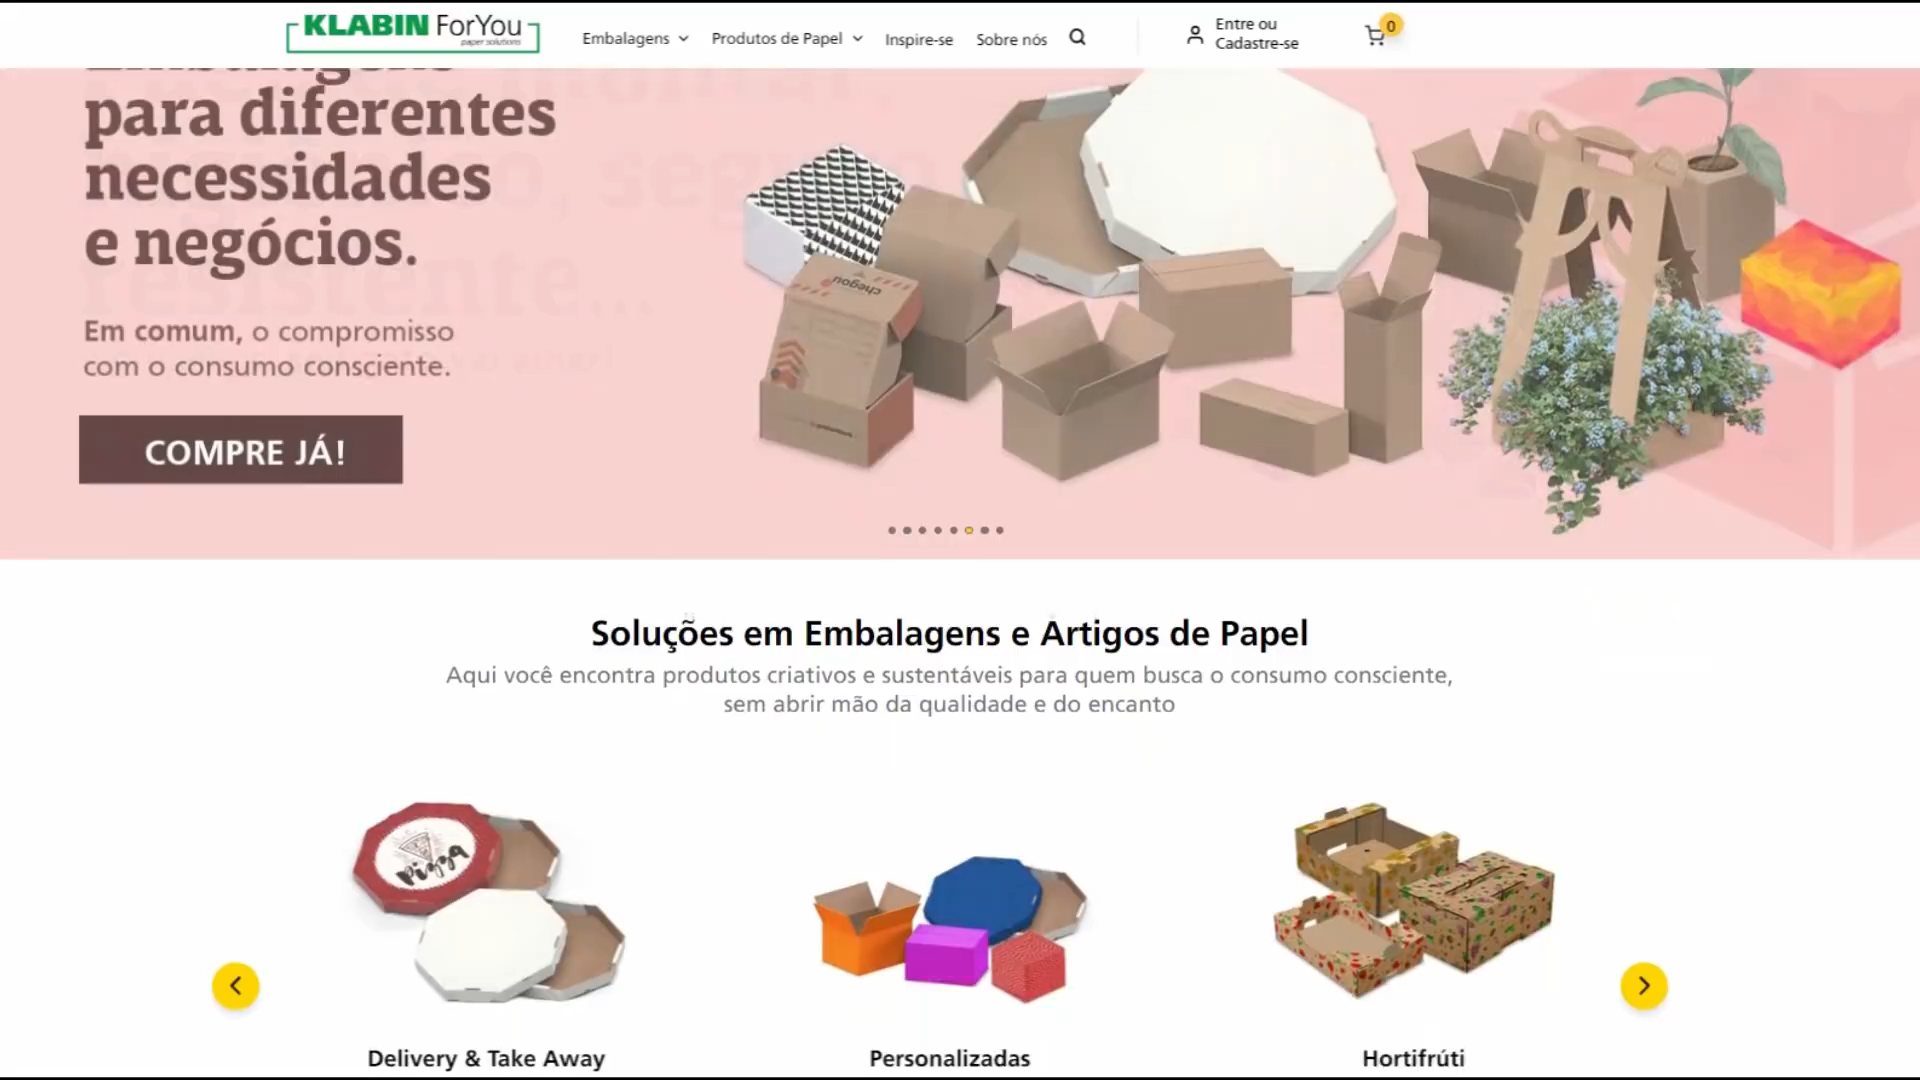 KLABIN ForYou
paper solutions
Embalagens
Produtos de Papel
Inspire-se
Sobre nós
Entre ou
Cadastre-se
0
Embalagens
para diferentes
necessidades
e negócios.
Em comum, o compromisso
com o consumo consciente.
COMPRE JÁ!
chegou
Soluções em Embalagens e Artigos de Papel
Aqui você encontra produtos criativos e sustentáveis para quem busca o consumo consciente,
sem abrir mão da qualidade e do encanto
Pizza
Delivery & Take Away
Personalizadas
Hortifrúti